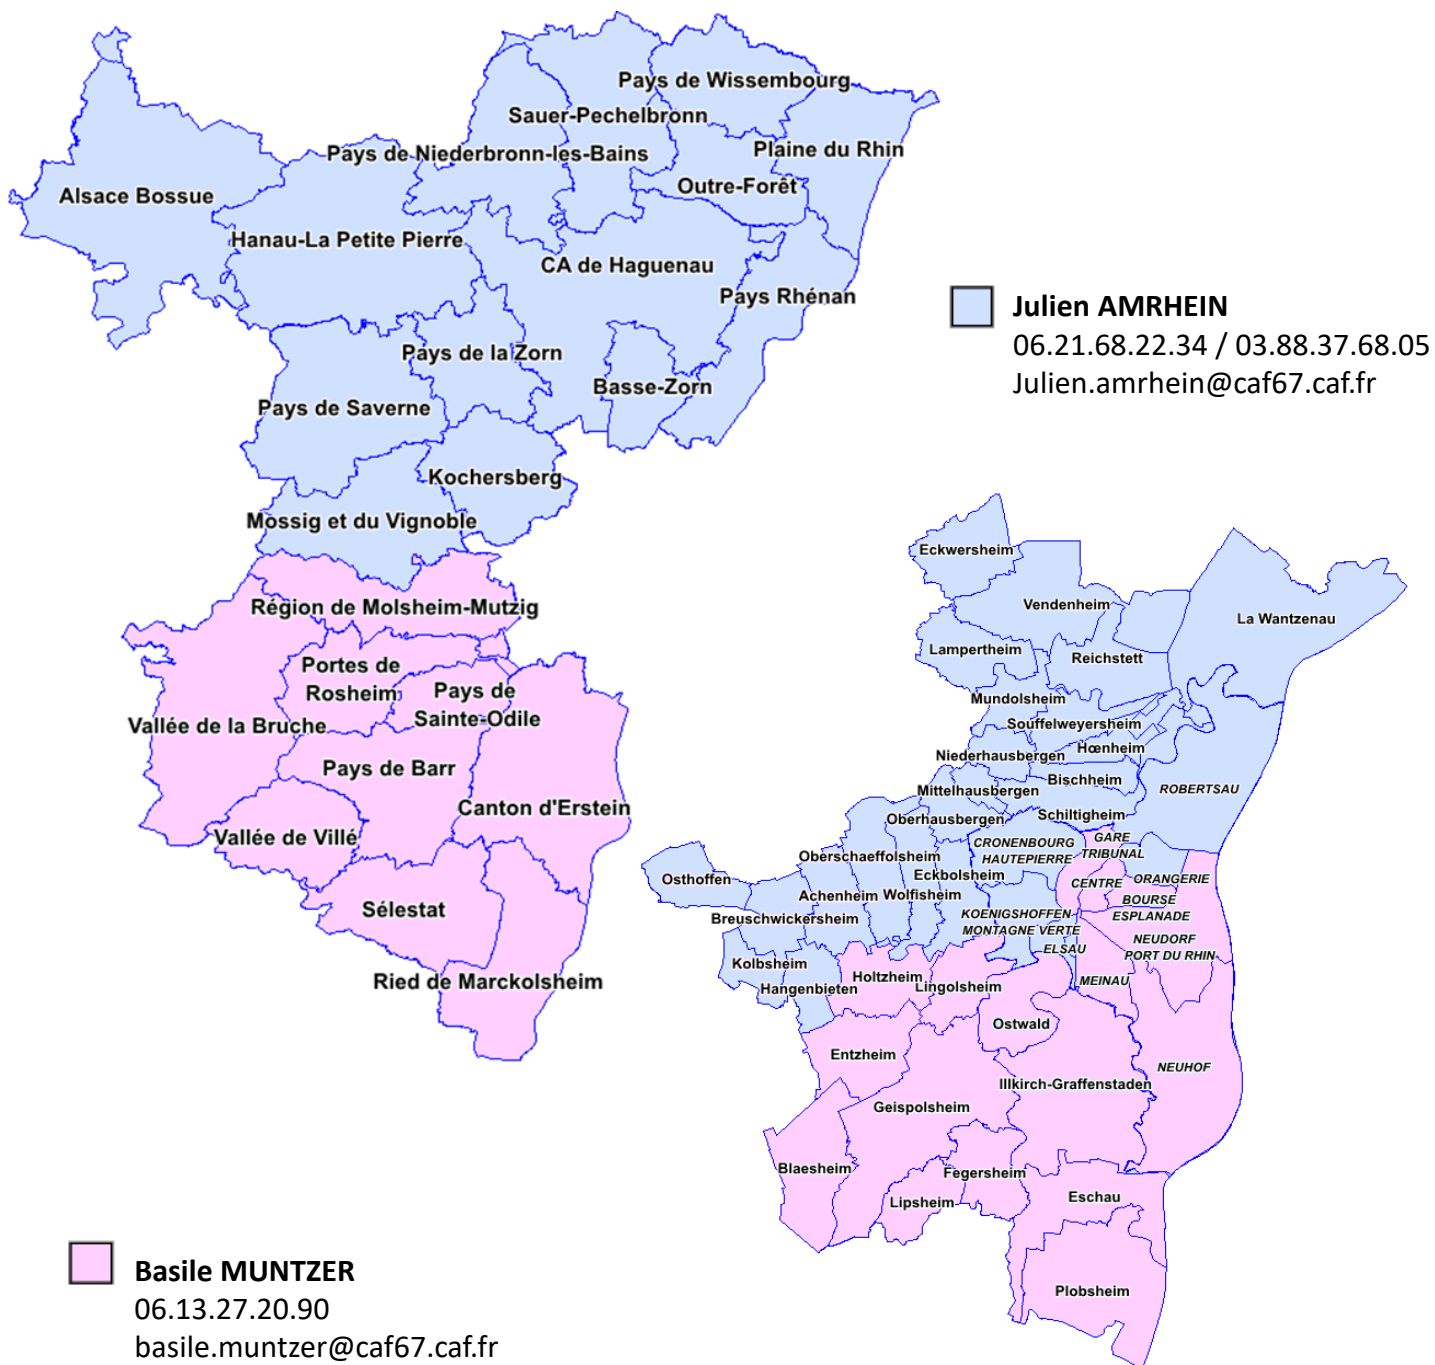 Pays de Wissembourg
Sauer-Pechelbronn
Pays de Niederbronn-les-Bains
Plaine du Rhin
Alsace Bossue
Outre-Forêt
Hanau-La Petite Pierre
CA de Haguenau
Pays Rhénan
Pays de la Zorn
Basse-Zorn
Pays de Saverne
Kochersberg
Mossig et du Vignoble
Région de Molsheim-Mutzig
Portes de
Rosheim
Pays de
Sainte-Odile
Vallée de la Bruche
Pays de Barr
Canton d'Erstein
Vallée de Villé
Sélestat
Ried de Marckolsheim
Julien AMRHEIN
06.21.68.22.34 / 03.88.37.68.05
Julien.amrhein@caf67.caf.fr
Eckwersheim
Vendenheim
La Wantzenau
Lampertheim
Reichstett
Mundolsheim
Souffelweyersheim
Hœnheim
Niederhausbergen
Bischheim
Mittelhausbergen
ROBERTSAU
Oberhausbergen
Schiltigheim
CRONENBOURG
HAUTEPIERRE
GARE
TRIBUNAL
Oberschaeffolsheim
Eckbolsheim
Osthoffen
Achenheim
Wolfisheim
CENTRE
ORANGERIE
BOURSE
ESPLANADE
Breuschwickersheim
KOENIGSHOFFEN
MONTAGNE VERTE
ELSAU
NEUDORF
PORT DU RHIN
Kolbsheim
Hangenbieten
Holtzheim
Lingolsheim
MEINAU
Ostwald
Entzheim
NEUHOF
Illkirch-Graffenstaden
Geispolsheim
Blaesheim
Fegersheim
Lipsheim
Eschau
Plobsheim
Basile MUNTZER
06.13.27.20.90
basile.muntzer@caf67.caf.fr